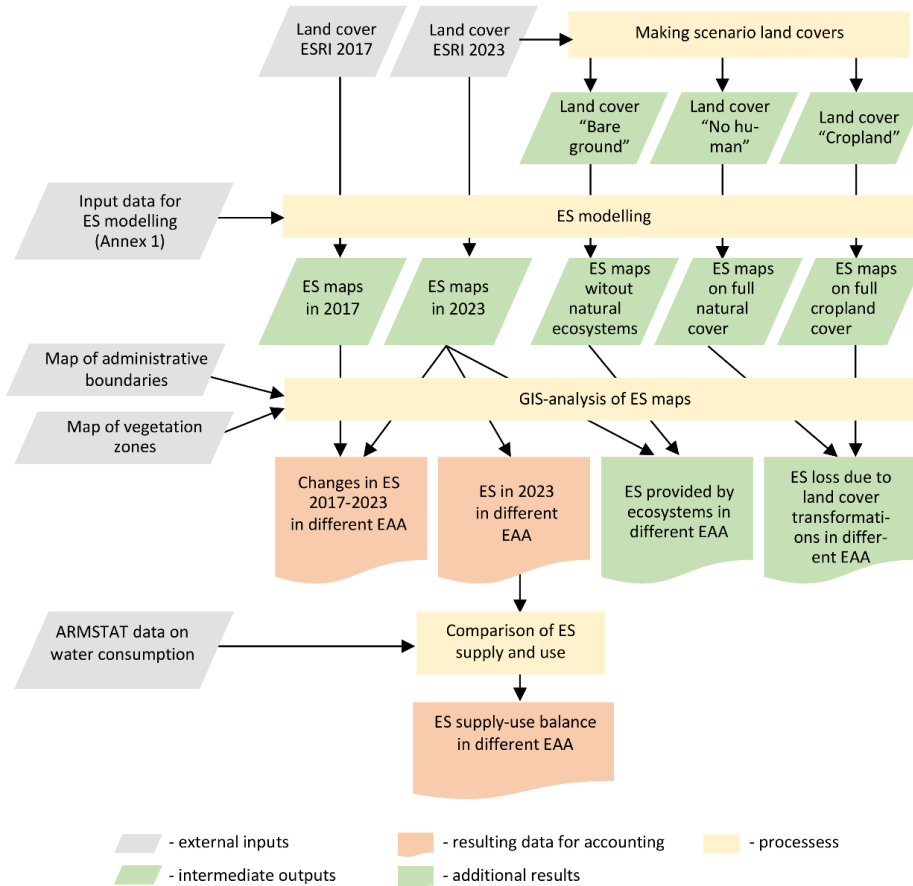 Land cover
ESRI 2017
Land cover
ESRI 2023
Making scenario land covers
Land cover
“Bare
ground”
Land cover
“No hu-
man”
Land cover
“Cropland”
Input data for
ES modelling
(Annex 1)
ES modelling
ES maps
in 2017
ES maps
in 2023
ES maps
witout
natural
ecosystems
ES maps
on full
natural
cover
ES maps
on full
cropland
cover
Map of administrative
boundaries
Map of vegetation
zones
GIS-analysis of ES maps
Changes in ES
2017-2023
in different EAA
ES in 2023
in different
EAA
ES provided by
ecosystems in
different EAA
ES loss due to
land cover
transformati-
ons in differ-
ent EAA
ARMSTAT data on
water consumption
Comparison of ES
supply and use
ES supply-use balance
in different EAA
- external inputs
- resulting data for accounting
- processess
- intermediate outputs
- additional results